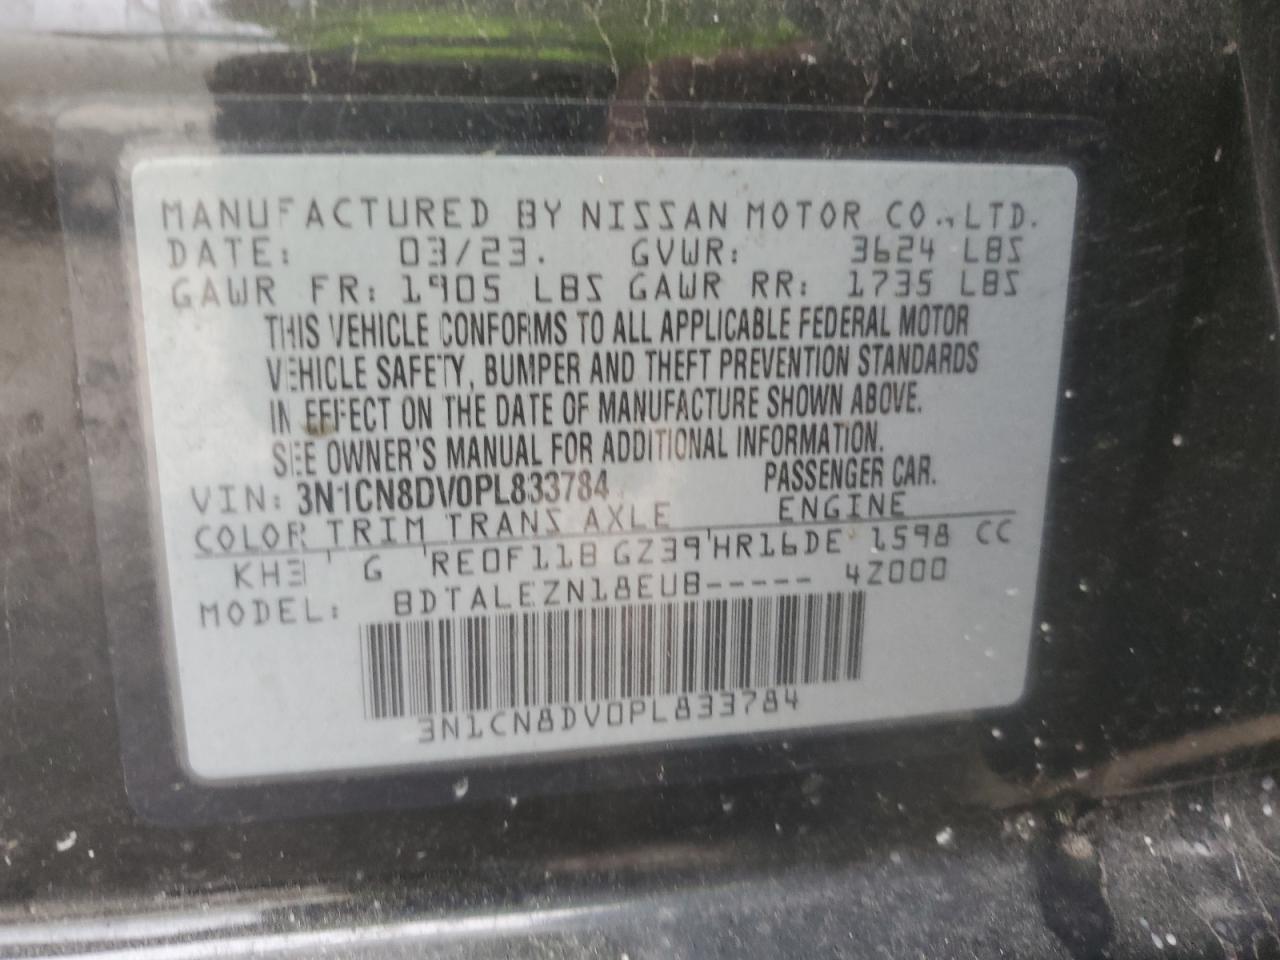 MANUFACTURED BY NISSAN MOTOR CO., LTD.
DATE: 03/23. GVWR: 3624 LBS
GAWR FR: 1905 LBS GAWR RR: 1735 LBS
THIS VEHICLE CONFORMS TO ALL APPLICABLE FEDERAL MOTOR
VEHICLE SAFETY, BUMPER AND THEFT PREVENTION STANDARDS
IN EFFECT ON THE DATE OF MANUFACTURE SHOWN ABOVE.
SEE OWNER'S MANUAL FOR ADDITIONAL INFORMATION.
VIN: 3N1CN8DV0PL833784 PASSENGER CAR.
COLOR TRIM TRANS AXLE ENGINE
KH3 G 'RE0F11B GZ39'HR16DE 1598 CC
MODEL: BDTALEZN18EUB----- 4Z000
3N1CN8DV0PL833784